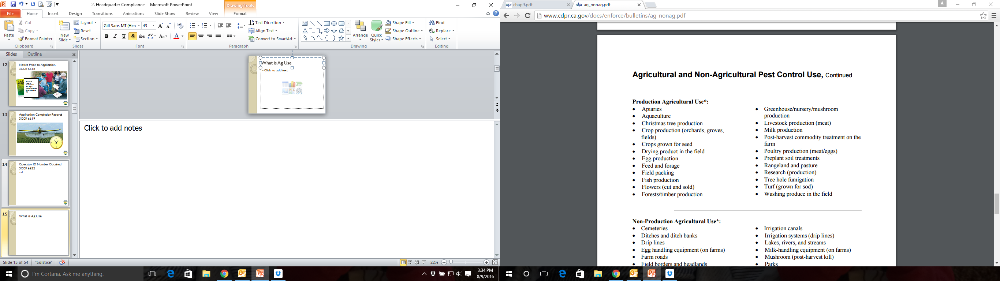 2. Headquarter Compliance - Microsoft PowerPoint
Drawing Tools
File
Home
Insert
Design
Transitions
Animations
Slide Show
Review
View
Format
Paste
Cut
Copy
Format Painter
Clipboard
New
Slide
Layout
Reset
Section
Slides
Gill Sans MT (Hea
43
B I U S abc AV Aa A
Font
Text Direction
Align Text
Convert to SmartArt
Paragraph
Arrange
Quick
Styles
Shape Fill
Shape Outline
Shape Effects
Drawing
Find
Replace
Select
Editing
Slides
Outline
12
Notice Prior to Application
3CCR 6618
13
Application Completion Records
3CCR 6619
14
Operator ID Number Obtained
3CCR 6622
d
15
What is Ag Use
What is Ag Use
• Click to add text
Click to add notes
Slide 15 of 54
"Solstice"
22%
I'm Cortana. Ask me anything.
3:34 PM
8/9/2016
dpr chap9.pdf
dpr ag_nonag.pdf
www.cdpr.ca.gov/docs/enforce/bulletins/ag_nonag.pdf
Agricultural and Non-Agricultural Pest Control Use, Continued
Production Agricultural Use*:
• Apiaries
• Aquaculture
• Christmas tree production
• Crop production (orchards, groves,
fields)
• Crops grown for seed
• Drying product in the field
• Egg production
• Feed and forage
• Field packing
• Fish production
• Flowers (cut and sold)
• Forests/timber production
• Greenhouse/nursery/mushroom
production
• Livestock production (meat)
• Milk production
• Post-harvest commodity treatment on the
farm
• Poultry production (meat/eggs)
• Preplant soil treatments
• Rangeland and pasture
• Research (production)
• Tree hole fumigation
• Turf (grown for sod)
• Washing produce in the field
Non-Production Agricultural Use*:
• Cemeteries
• Ditches and ditch banks
• Drip lines
• Egg handling equipment (on farms)
• Farm roads
• Field borders and headlands
• Irrigation canals
• Irrigation systems (drip lines)
• Lakes, rivers, and streams
• Milk-handling equipment (on farms)
• Mushroom (post-harvest kill)
• Parks